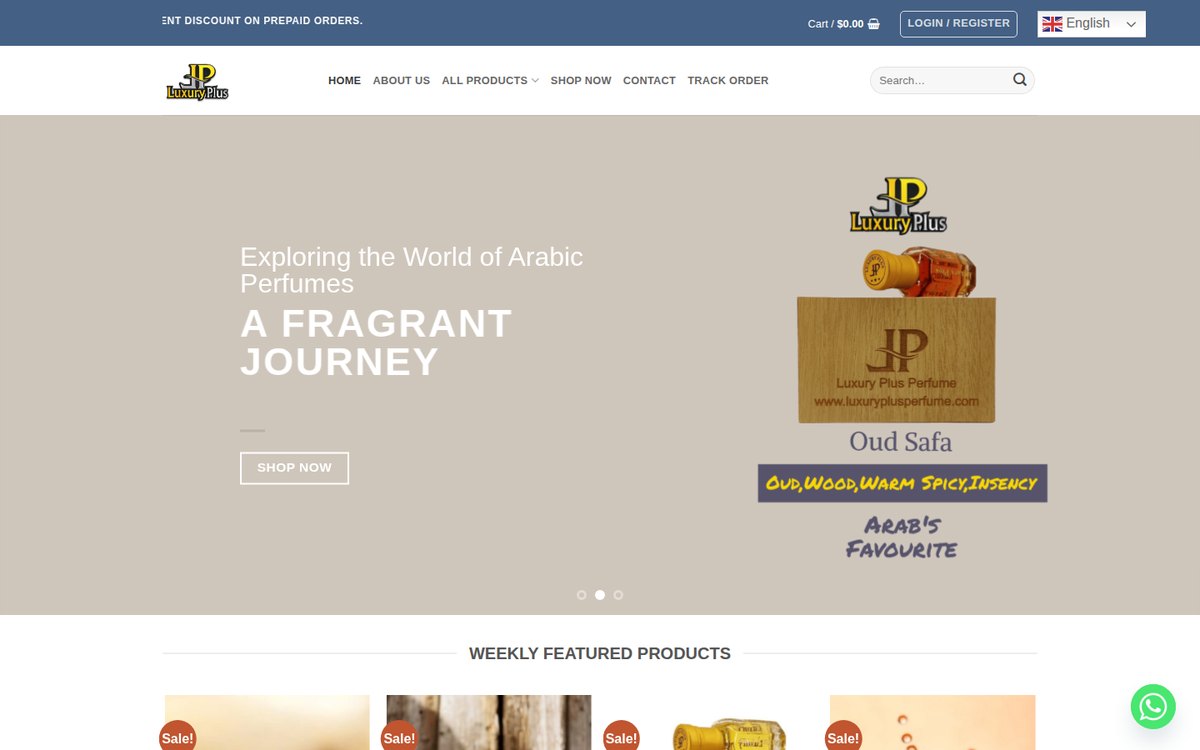 ENT DISCOUNT ON PREPAID ORDERS.
Cart / $0.00
LOGIN / REGISTER
English
JP
Luxury Plus
HOME
ABOUT US
ALL PRODUCTS
SHOP NOW
CONTACT
TRACK ORDER
Search…
Exploring the World of Arabic
Perfumes
A FRAGRANT
JOURNEY
SHOP NOW
JP
Luxury Plus
JP
Luxury Plus Perfume
www.luxuryplusperfume.com
Oud Safa
Oud,Wood,Warm Spicy,Insency
Arab's
Favourite
WEEKLY FEATURED PRODUCTS
Sale!
Sale!
Sale!
Sale!